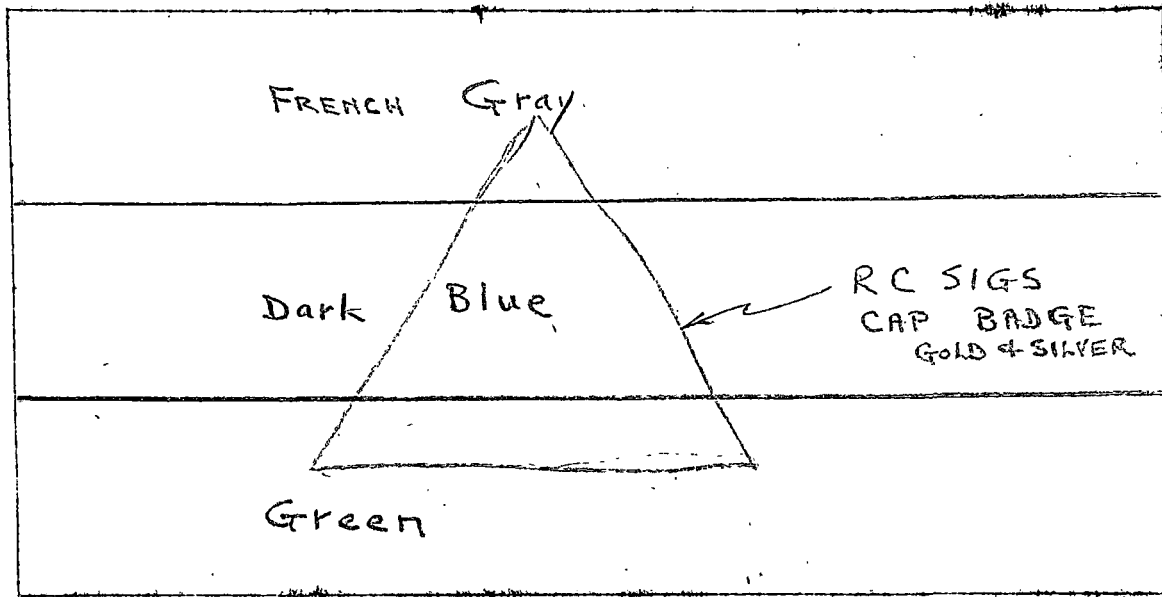 FRENCH Gray
Dark Blue
RC SIGS
CAP BADGE
GOLD & SILVER
Green